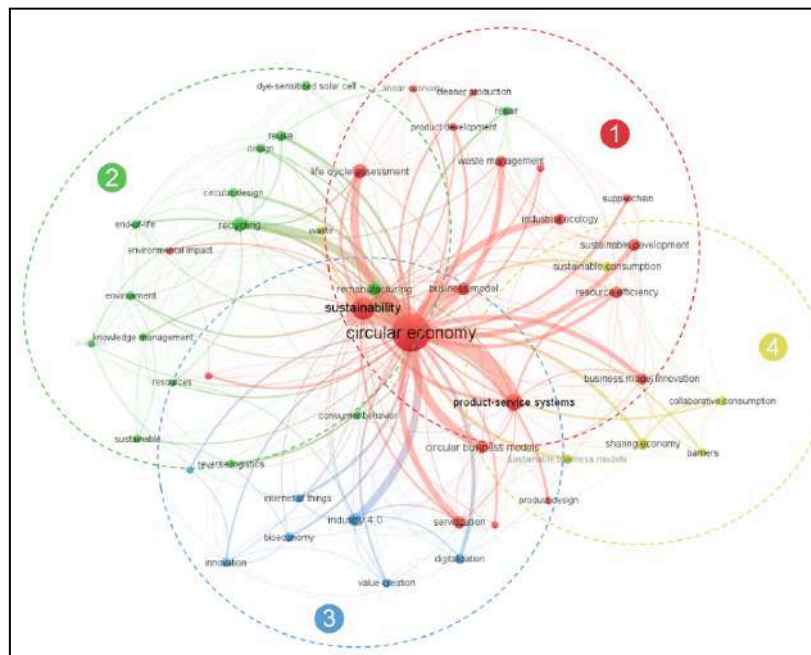 dye-sensitized solar cell
linear economy
cleaner production
repair
reuse
product development
1
design
life cycle assessment
waste management
2
circular design
supply chain
end-of-life
recycling
waste
industrial ecology
environmental impact
sustainable development
sustainable consumption
environment
remanufacturing
business model
resource efficiency
sustainability
circular economy
knowledge management
4
resources
business model innovation
product-service systems
collaborative consumption
consumer behavior
sustainable
circular business models
sharing economy
barriers
reverse logistics
sustainable business models
internet of things
product design
industry 4.0
servitization
bioeconomy
innovation
digitalization
value creation
3